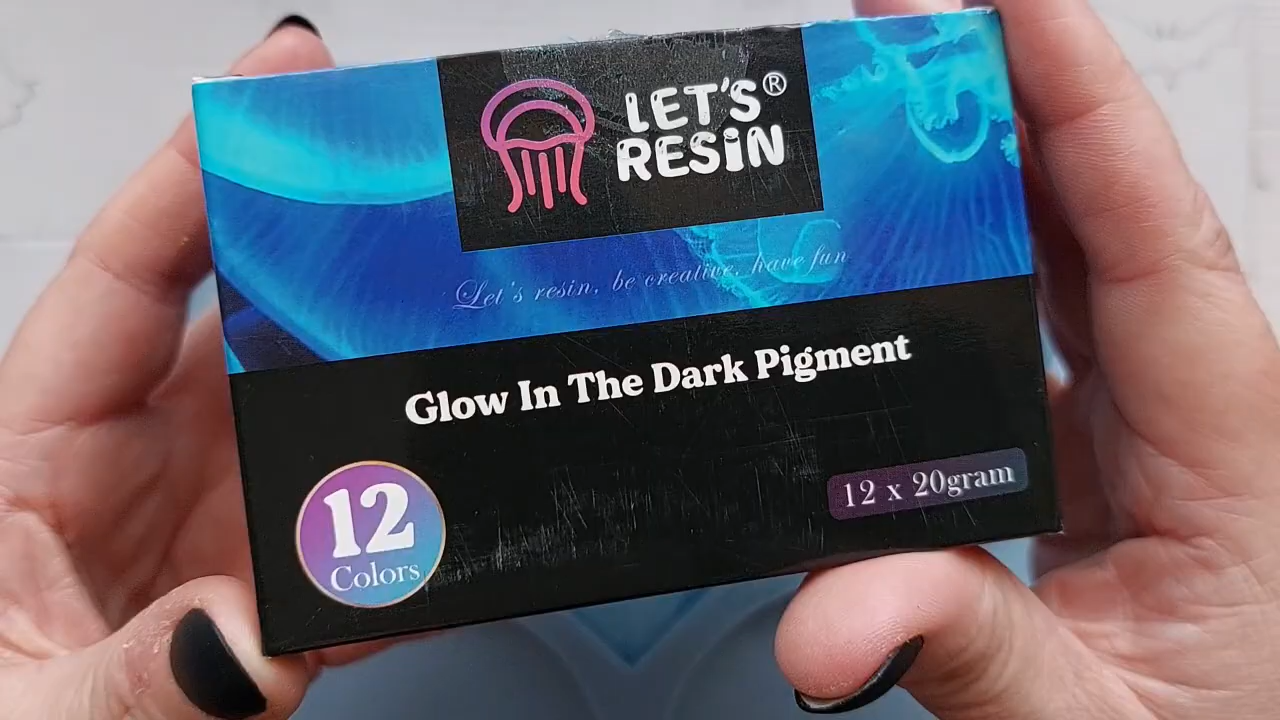 LET'S®
RESIN
Let's resin, be creative, have fun
Glow In The Dark Pigment
12
Colors
12 x 20gram